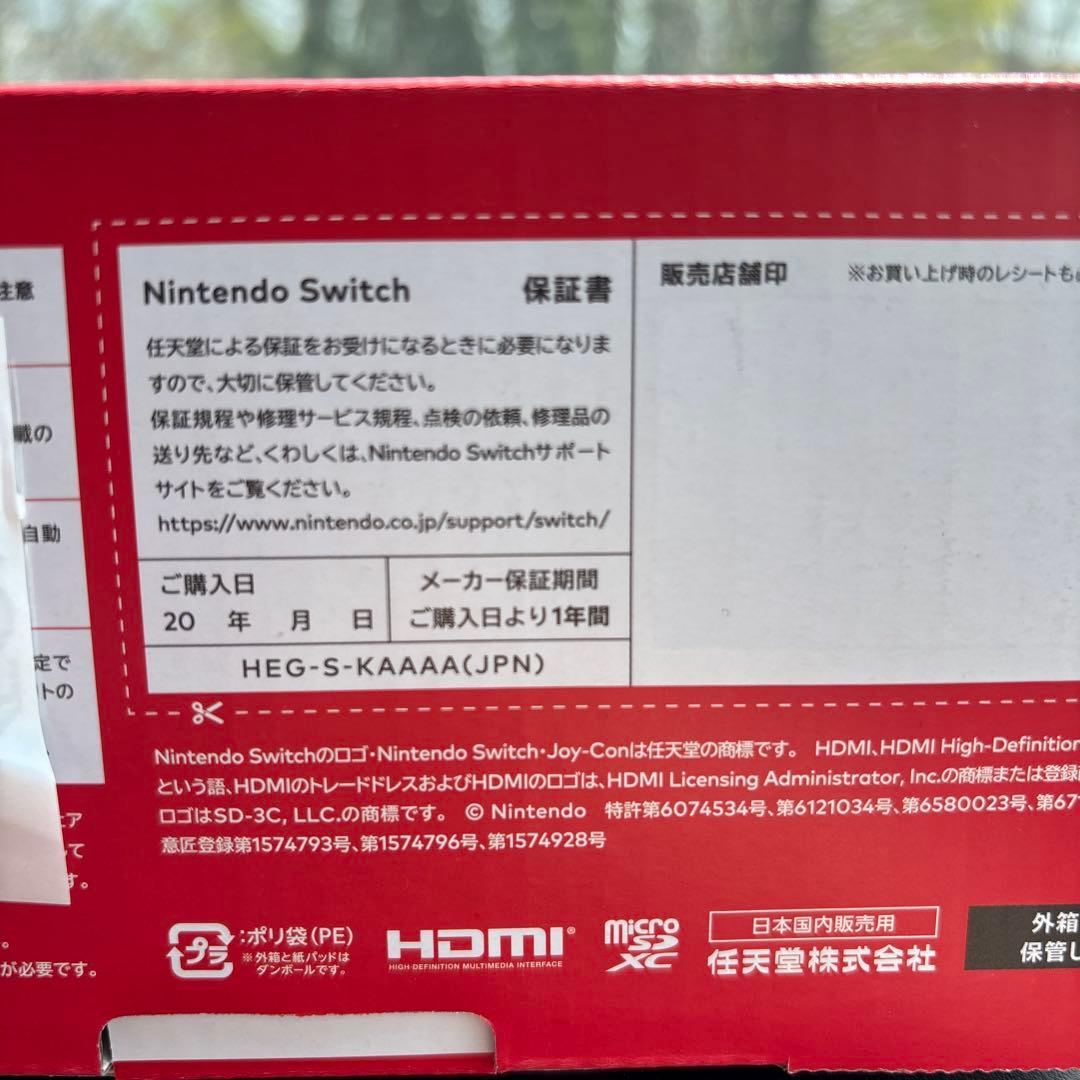 注意
載の
自動
定で
トの
ェア
して
す。
。
が必要です。
Nintendo Switch 保証書
任天堂による保証をお受けになるときに必要になりま
すので、大切に保管してください。
保証規程や修理サービス規程、点検の依頼、修理品の
送り先など、くわしくは、Nintendo Switchサポート
サイトをご覧ください。
https://www.nintendo.co.jp/support/switch/
ご購入日
20 年 月 日
メーカー保証期間
ご購入日より1年間
HEG-S-KAAAA(JPN)
販売店舗印 ※お買い上げ時のレシートも
Nintendo Switchのロゴ・Nintendo Switch・Joy-Conは任天堂の商標です。 HDMI、HDMI High-Definition
という語、HDMIのトレードドレスおよびHDMIのロゴは、HDMI Licensing Administrator, Inc.の商標または登録
ロゴはSD-3C, LLC.の商標です。 © Nintendo 特許第6074534号、第6121034号、第6580023号、第67
意匠登録第1574793号、第1574796号、第1574928号
プラ
:ポリ袋(PE)
※外箱と紙パッドは
ダンボールです。
HDMI®
HIGH-DEFINITION MULTIMEDIA INTERFACE
micro
SD
XC
日本国内販売用
任天堂株式会社
外箱
保管し